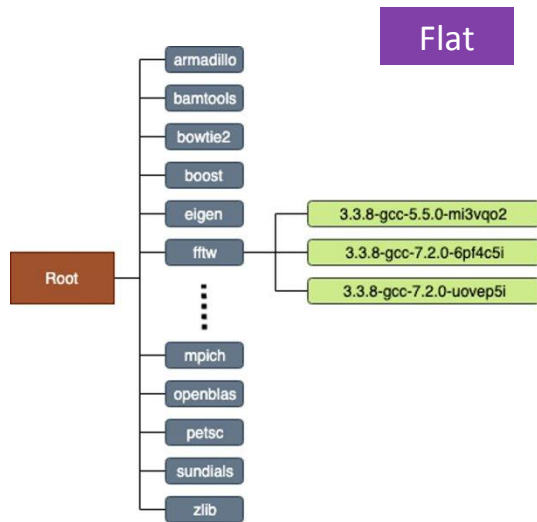 Flat
armadillo
bamtools
bowtie2
boost
eigen
fftw
3.3.8-gcc-5.5.0-mi3vqo2
3.3.8-gcc-7.2.0-6pf4c5i
3.3.8-gcc-7.2.0-uovep5i
Root
mpich
openblas
petsc
sundials
zlib